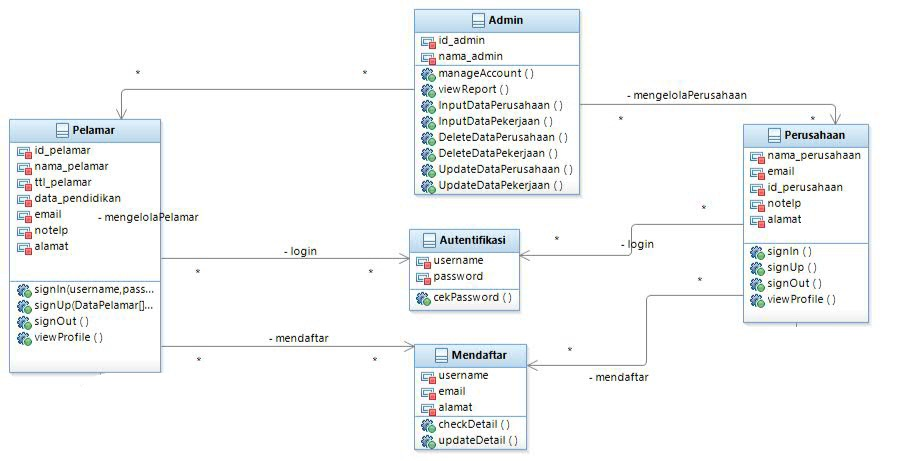 Admin
id_admin
nama_admin
manageAccount ( )
viewReport ( )
InputDataPerusahaan ( )
InputDataPekerjaan ( )
DeleteDataPerusahaan ( )
DeleteDataPekerjaan ( )
UpdateDataPerusahaan ( )
UpdateDataPekerjaan ( )
*
*
- mengelolaPerusahaan
*
*
Pelamar
id_pelamar
nama_pelamar
ttl_pelamar
data_pendidikan
email
notelp
alamat
- mengelolaPelamar
signIn(username,pass...
signUp(DataPelamar[]...
signOut ( )
viewProfile ( )
Perusahaan
nama_perusahaan
email
id_perusahaan
notelp
alamat
signIn ( )
signUp ( )
signOut ( )
viewProfile ( )
- login
*
*
Autentifikasi
username
password
cekPassword ( )
*
*
- login
- mendaftar
*
*
Mendaftar
username
email
alamat
checkDetail ( )
updateDetail ( )
*
*
- mendaftar